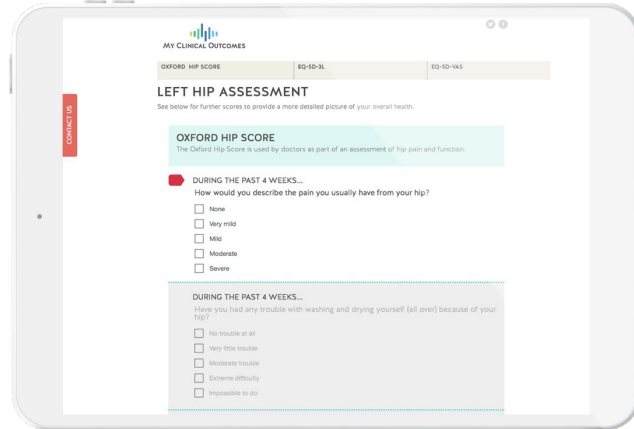 MY CLINICAL OUTCOMES
OXFORD HIP SCORE
EQ-5D-3L
EQ-5D-VAS
LEFT HIP ASSESSMENT
See below for further scores to provide a more detailed picture of your overall health.
CONTACT US
OXFORD HIP SCORE
The Oxford Hip Score is used by doctors as part of an assessment of hip pain and function.
DURING THE PAST 4 WEEKS...
How would you describe the pain you usually have from your hip?
None
Very mild
Mild
Moderate
Severe
DURING THE PAST 4 WEEKS...
Have you had any trouble with washing and drying yourself (all over) because of your
hip?
No trouble at all
Very little trouble
Moderate trouble
Extreme difficulty
Impossible to do